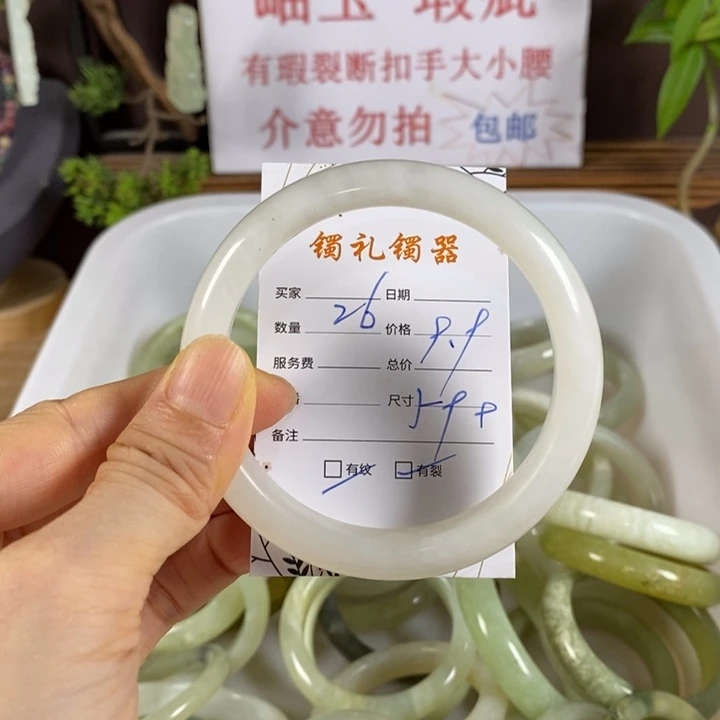 岫玉 瑕疵
有瑕裂断扣手大小腰
介意勿拍 包邮
镯礼镯器
买家 日期
数量 26 价格 9.9
服务费 总价
尺寸 59
备注
有纹 有裂